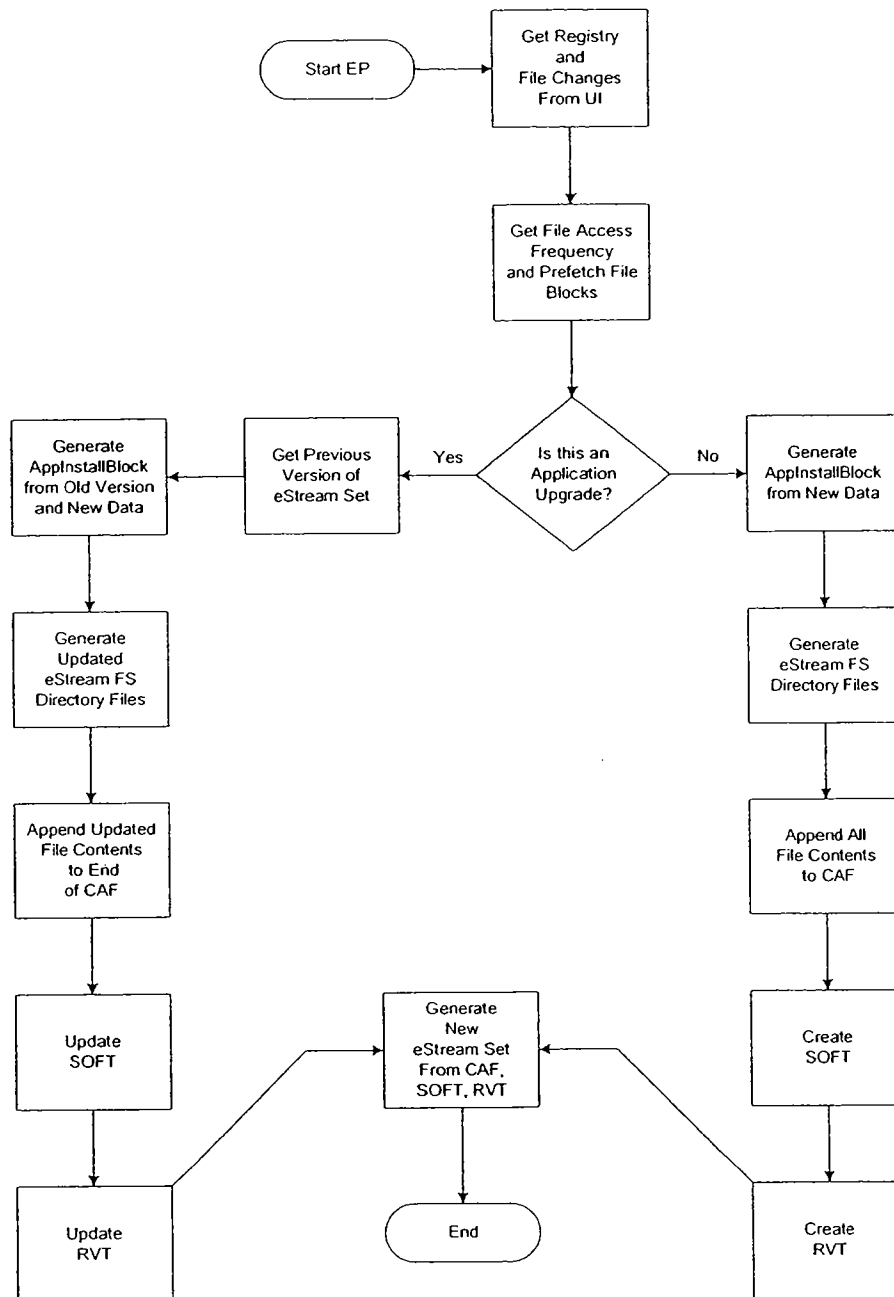 Start EP
Get Registry
and
File Changes
From UI
Get File Access
Frequency
and Prefetch File
Blocks
Is this an
Application
Upgrade?
Yes
No
Get Previous
Version of
eStream Set
Generate
AppInstallBlock
from Old Version
and New Data
Generate
Updated
eStream FS
Directory Files
Append Updated
File Contents
to End
of CAF
Update
SOFT
Update
RVT
Generate
AppInstallBlock
from New Data
Generate
eStream FS
Directory Files
Append All
File Contents
to CAF
Create
SOFT
Create
RVT
Generate
New
eStream Set
From CAF,
SOFT, RVT
End